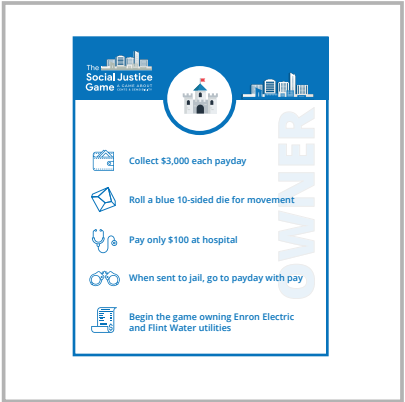 The
Social Justice
Game A GAME ABOUT
Collect $3,000 each payday
Roll a blue 10-sided die for movement
Pay only $100 at hospital
When sent to jail, go to payday with pay
Begin the game owning Enron Electric
and Flint Water utilities
OWNER